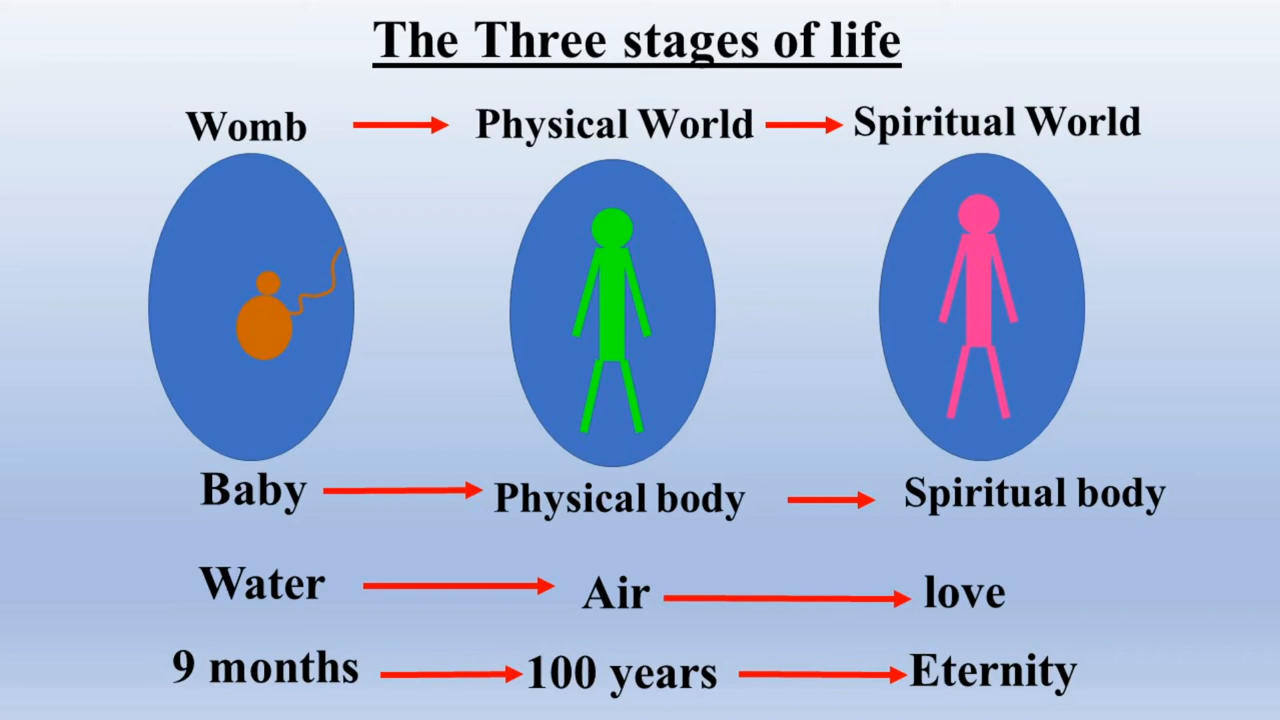 The Three stages of life
Womb Physical World Spiritual World
Baby Physical body Spiritual body
Water Air love
9 months 100 years Eternity